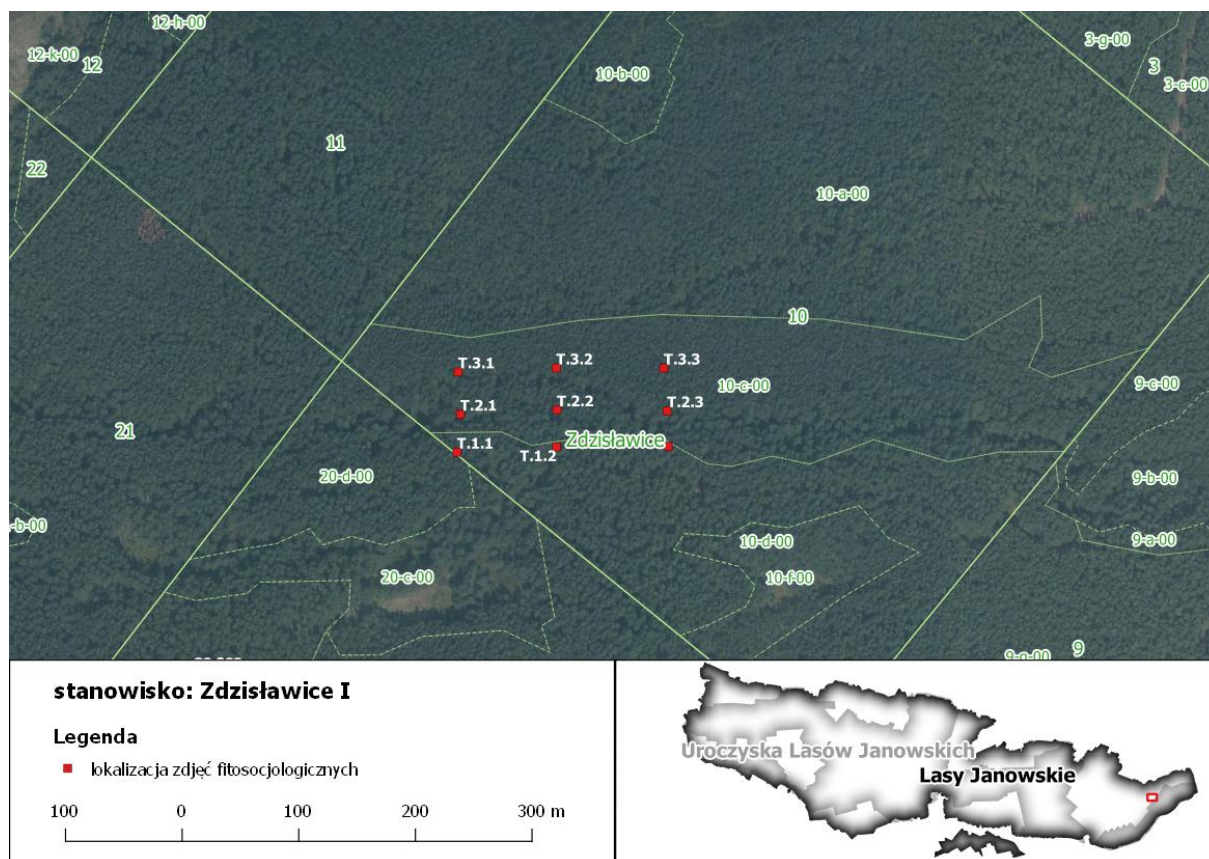 12-h-00
12-k-00
12
10-b-00
3-g-00
3
3-c-00
11
22
10-a-00
10
T.3.1
T.3.2
T.3.3
10-c-00
9-c-00
T.2.1
T.2.2
T.2.3
21
T.1.1
T.1.2
Zdzisławice
20-d-00
9-b-00
-b-00
10-d-00
9-a-00
20-c-00
10-f-00
9
stanowisko: Zdzisławice I
Legenda
lokalizacja zdjęć fitosocjologicznych
100 0 100 200 300 m
Uroczyska Lasów Janowskich
Lasy Janowskie